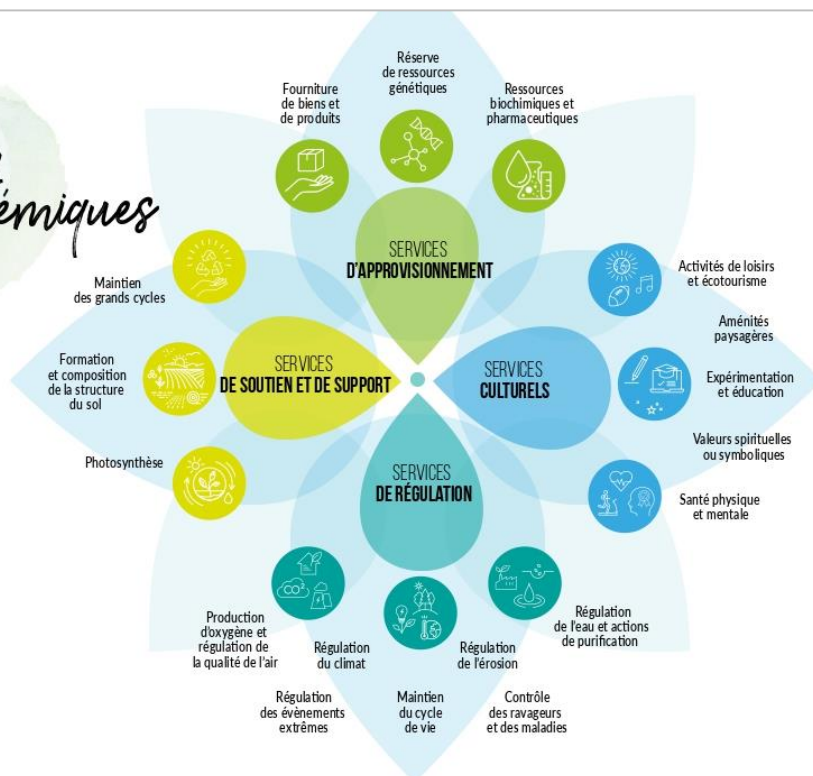 Réserve
de ressources
génétiques
Fourniture
de biens et
de produits
Ressources
biochimiques et
pharmaceutiques
émiques
SERVICES
D'APPROVISIONNEMENT
Maintien
des grands cycles
Activités de loisirs
et écotourisme
Aménités
paysagères
Formation
et composition
de la structure
du sol
SERVICES
DE SOUTIEN ET DE SUPPORT
SERVICES
CULTURELS
Expérimentation
et éducation
Photosynthèse
Valeurs spirituelles
ou symboliques
SERVICES
DE RÉGULATION
Santé physique
et mentale
CO²
Production
d'oxygène et
régulation de
la qualité de l'air
Régulation
du climat
Régulation
de l'érosion
Régulation
de l'eau et actions
de purification
Régulation
des évènements
extrêmes
Maintien
du cycle
de vie
Contrôle
des ravageurs
et des maladies